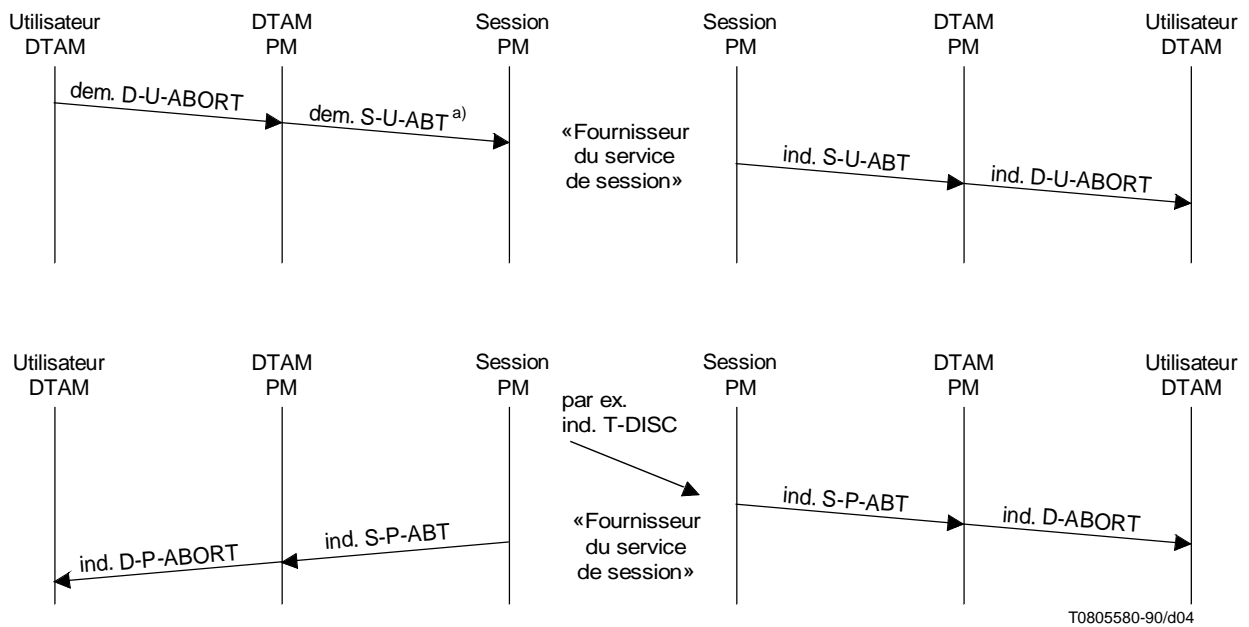 Utilisateur
DTAM
DTAM
PM
Session
PM
Session
PM
DTAM
PM
Utilisateur
DTAM
dem. D-U-ABORT
dem. S-U-ABT a)
«Fournisseur
du service
de session»
ind. S-U-ABT
ind. D-U-ABORT
Utilisateur
DTAM
DTAM
PM
Session
PM
Session
PM
DTAM
PM
Utilisateur
DTAM
par ex.
ind. T-DISC
ind. S-P-ABT
ind. D-ABORT
«Fournisseur
du service
de session»
ind. S-P-ABT
ind. D-P-ABORT
T0805580-90/d04